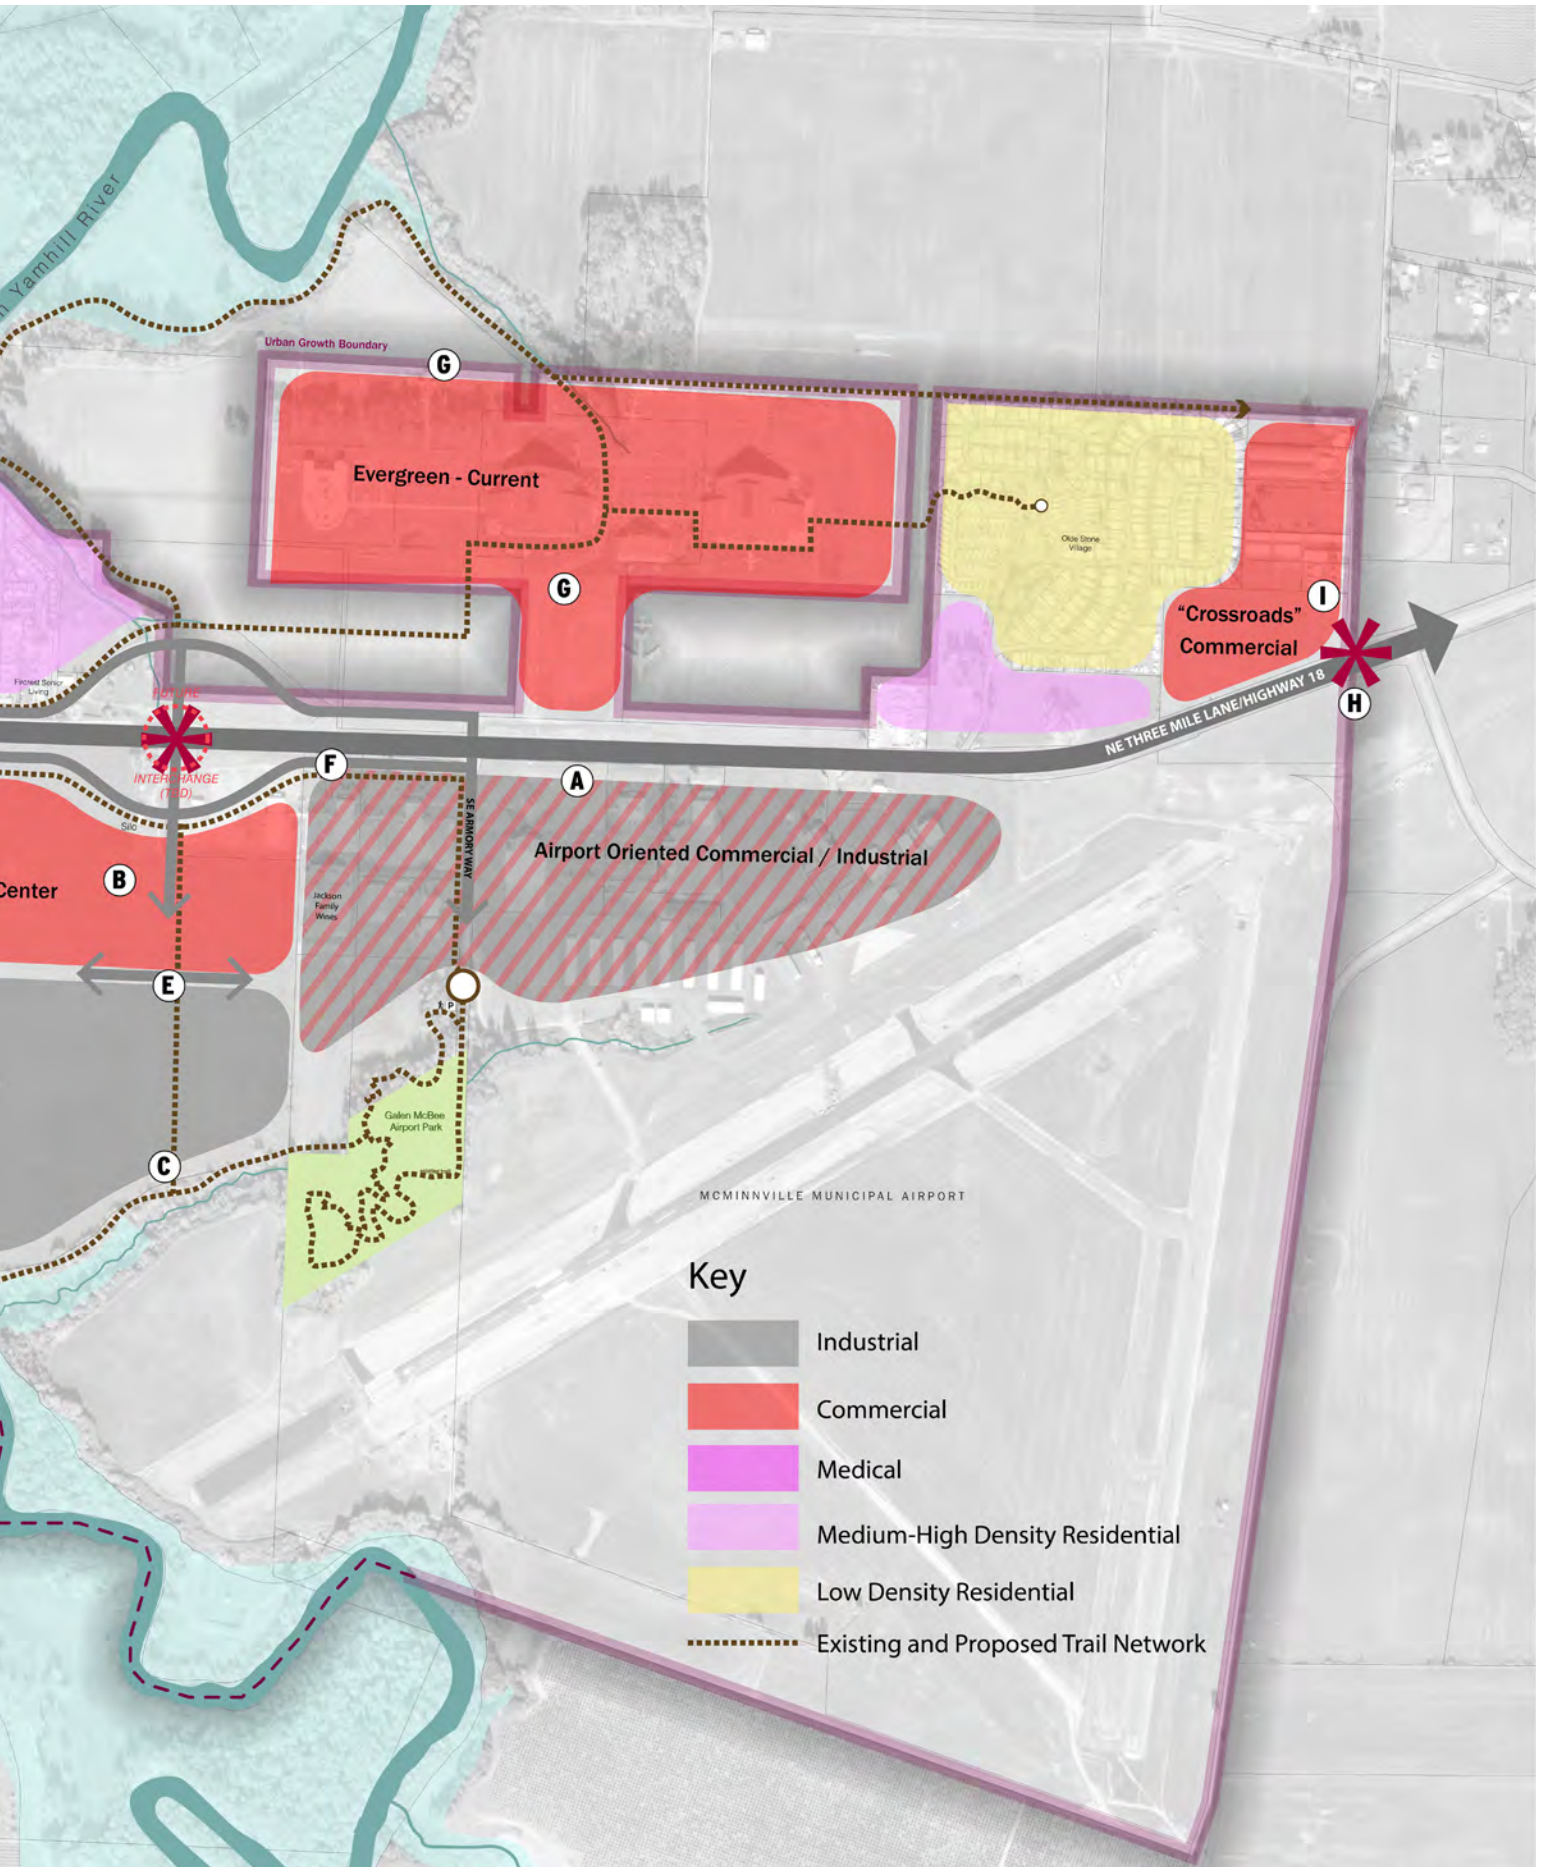 n Yamhill River
Urban Growth Boundary
G
Evergreen - Current
Olde Stone
Village
G
I
"Crossroads"
Commercial
Fircrest Senior
Living
FUTURE
H
NE THREE MILE LANE/HIGHWAY 18
INTERCHANGE
(TBD)
F
A
SE ARMORY WAY
Silo
Airport Oriented Commercial / Industrial
Center
B
Jackson
Family
Wines
E
P
Galen McBee
Airport Park
C
MCMINNVILLE MUNICIPAL AIRPORT
Key
Industrial
Commercial
Medical
Medium-High Density Residential
Low Density Residential
Existing and Proposed Trail Network